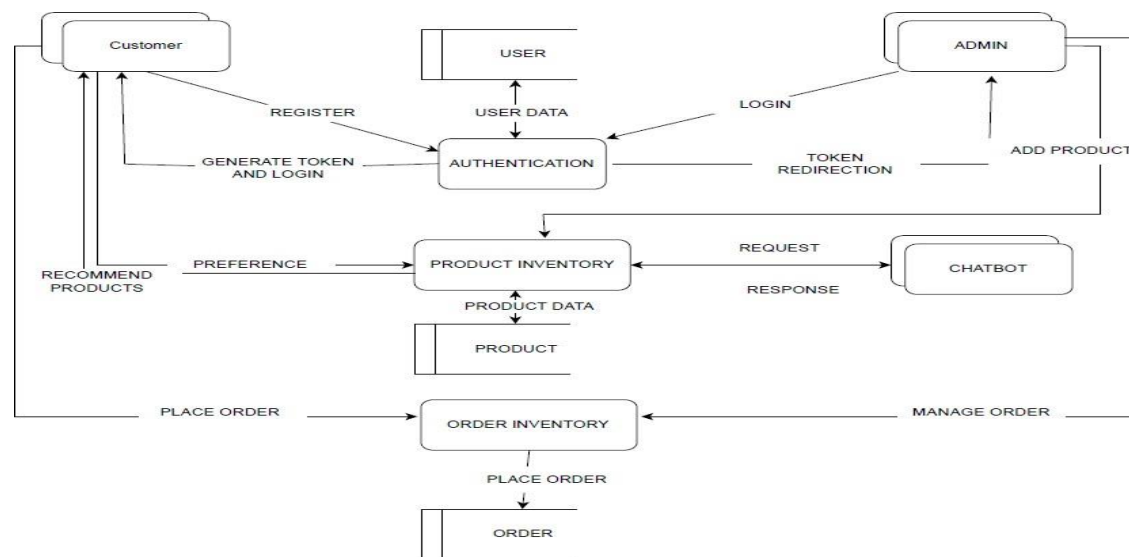 Customer
USER
ADMIN
REGISTER
USER DATA
LOGIN
GENERATE TOKEN
AND LOGIN
AUTHENTICATION
TOKEN
REDIRECTION
ADD PRODUCT
RECOMMEND
PRODUCTS
PREFERENCE
PRODUCT INVENTORY
REQUEST
RESPONSE
CHATBOT
PRODUCT DATA
PRODUCT
PLACE ORDER
ORDER INVENTORY
MANAGE ORDER
PLACE ORDER
ORDER